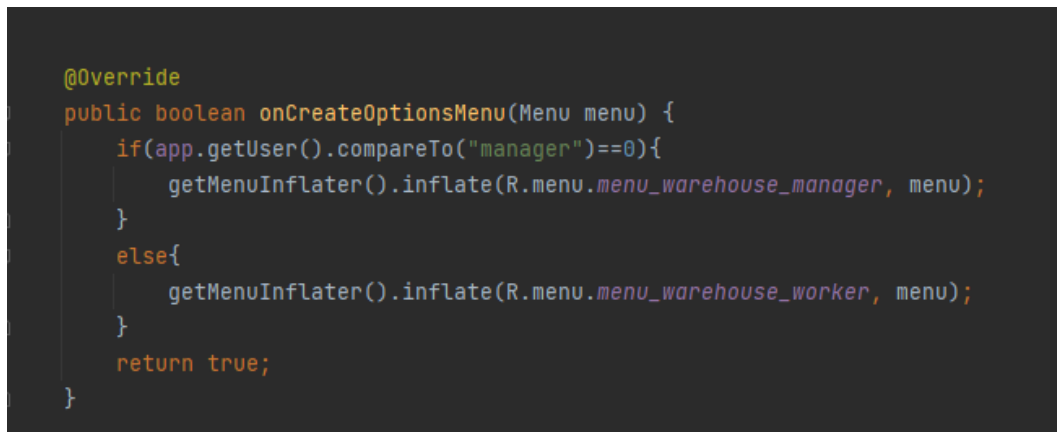 @Override
public boolean onCreateOptionsMenu(Menu menu) {
    if(app.getUser().compareTo("manager")==0){
        getMenuInflater().inflate(R.menu.menu_warehouse_manager, menu);
    }
    else{
        getMenuInflater().inflate(R.menu.menu_warehouse_worker, menu);
    }
    return true;
}